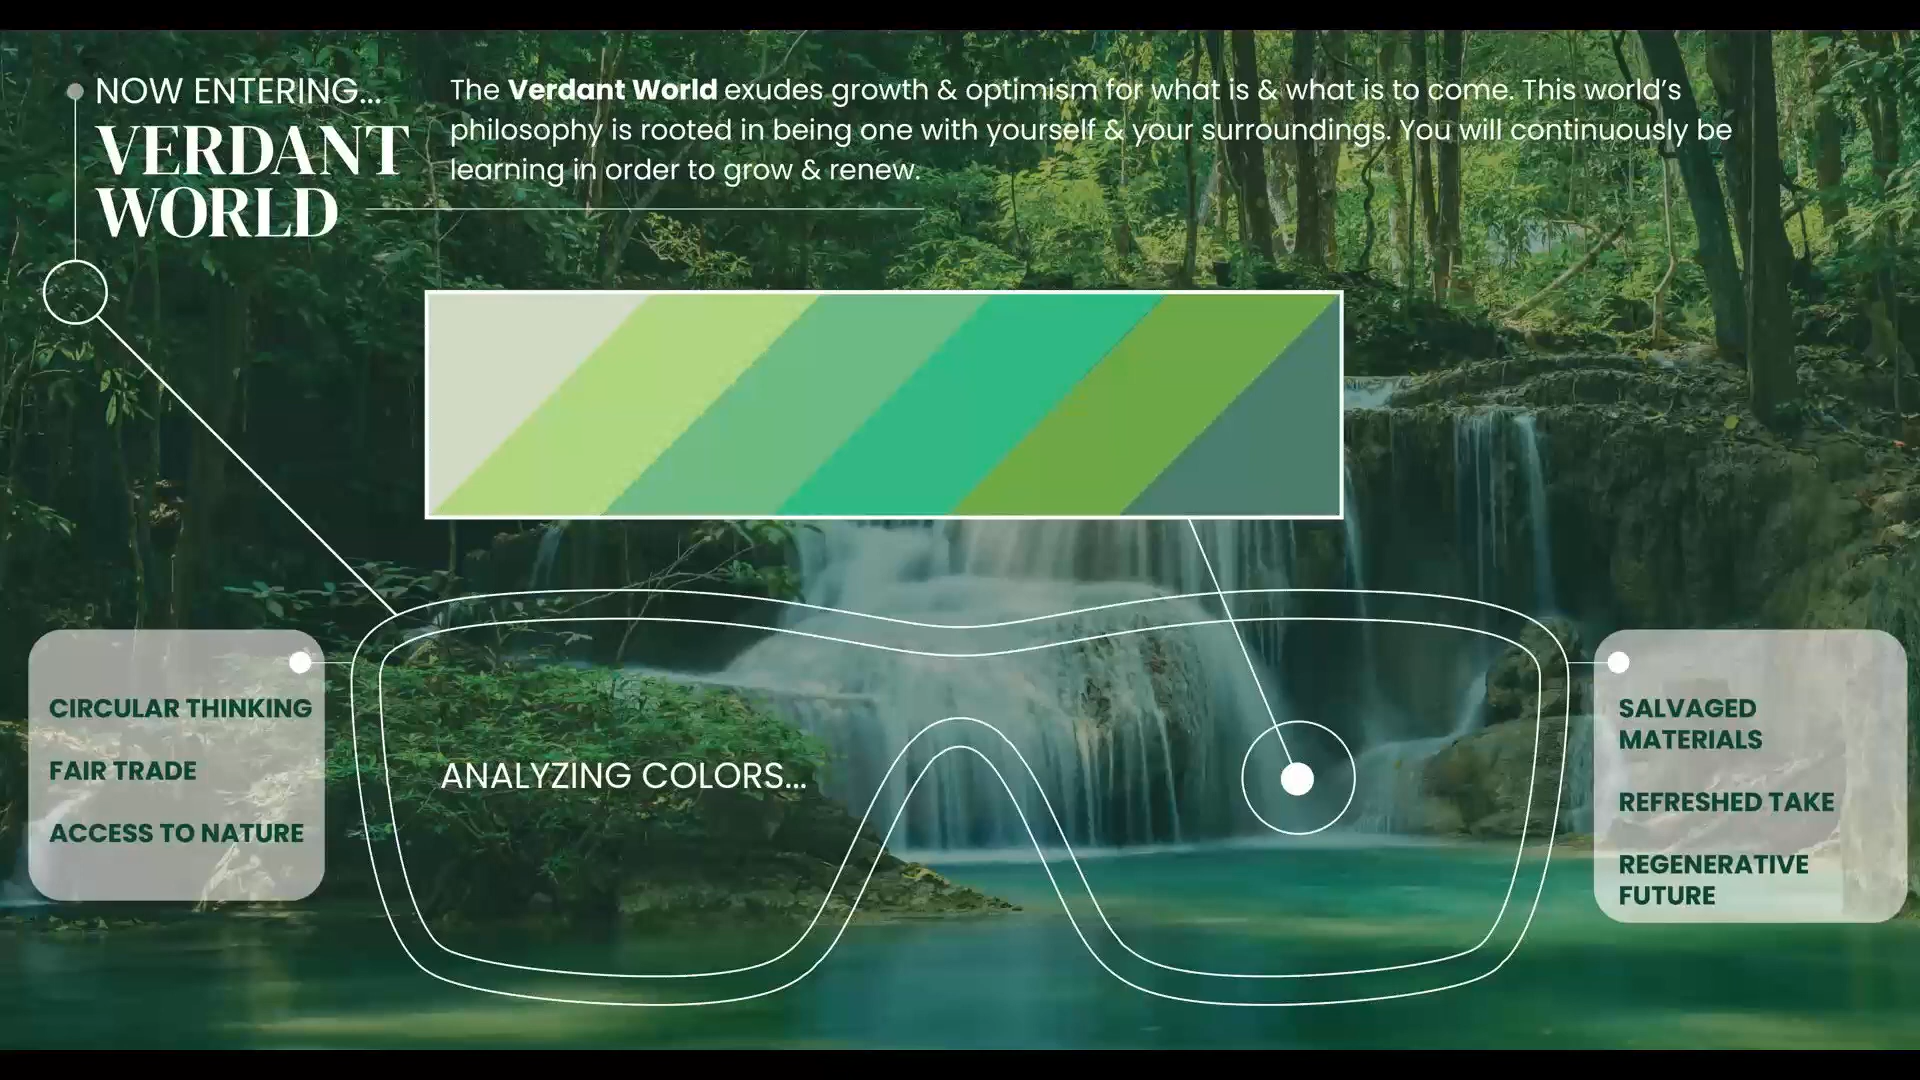 NOW ENTERING...
VERDANT
WORLD
The Verdant World exudes growth & optimism for what is & what is to come. This world’s
philosophy is rooted in being one with yourself & your surroundings. You will continuously be
learning in order to grow & renew.
CIRCULAR THINKING
FAIR TRADE
ACCESS TO NATURE
ANALYZING COLORS...
SALVAGED
MATERIALS
REFRESHED TAKE
REGENERATIVE
FUTURE